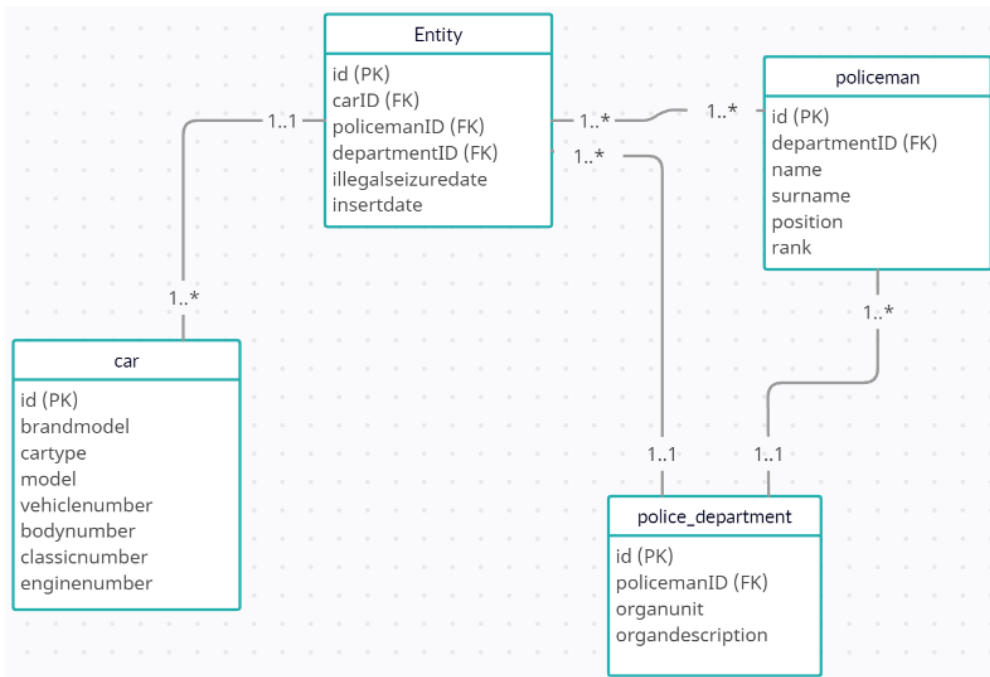 Entity
id (PK)
carID (FK)
policemanID (FK)
departmentID (FK)
illegalseizuredate
insertdate
1..1
1..*
1..*
1..*
policeman
id (PK)
departmentID (FK)
name
surname
position
rank
1..*
1..*
car
id (PK)
brandmodel
cartype
model
vehiclenumber
bodynumber
classicnumber
enginenumber
1..1
1..1
police_department
id (PK)
policemanID (FK)
organunit
organdescription